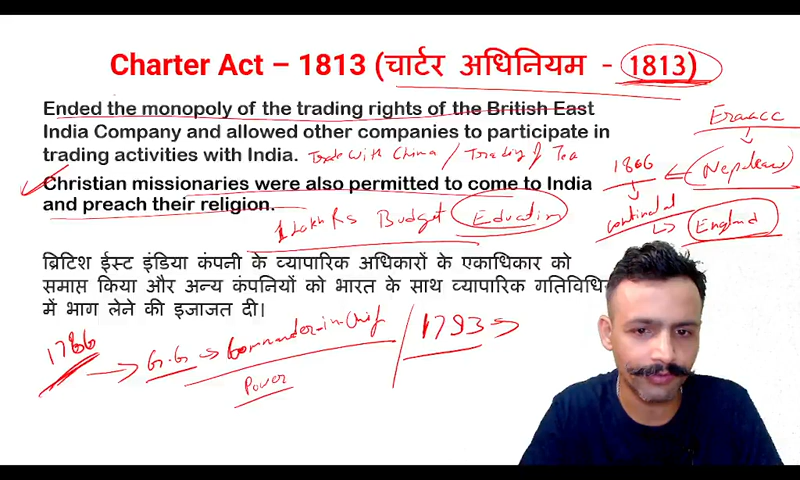 Charter Act – 1813 (चार्टर अधिनियम - 1813)
Ended the monopoly of the trading rights of the British East
India Company and allowed other companies to participate in
trading activities with India. Trade with China / Trading of Tea
Christian missionaries were also permitted to come to India
and preach their religion.
1 Lakh Rs Budget Education
1806
England
ब्रिटिश ईस्ट इंडिया कंपनी के व्यापारिक अधिकारों के एकाधिकार को
समाप्त किया और अन्य कंपनियों को भारत के साथ व्यापारिक गतिविधि
में भाग लेने की इजाजत दी।
1786 → G.G → Commander-in-Chief / 1793 →
Power